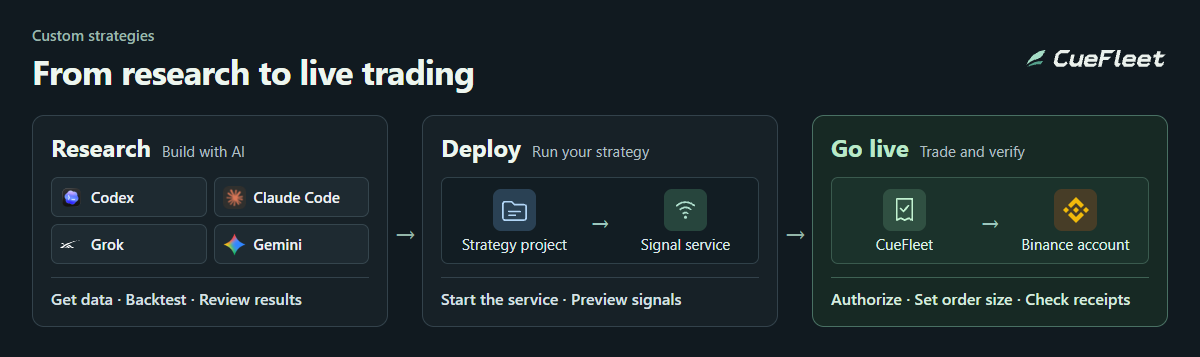 Custom strategies
From research to live trading
CueFleet
Research Build with AI
Codex
Claude Code
Grok
Gemini
Get data · Backtest · Review results
→
Deploy Run your strategy
Strategy project
→
Signal service
Start the service · Preview signals
→
Go live Trade and verify
CueFleet
→
Binance account
Authorize · Set order size · Check receipts